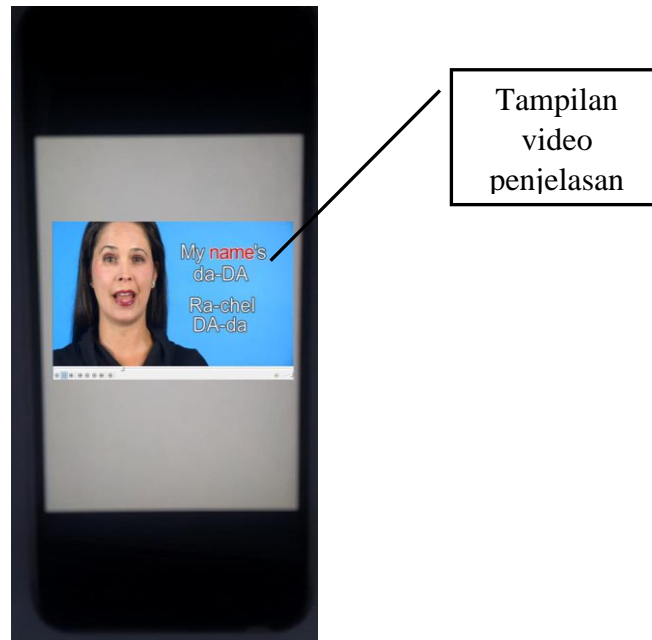 My name's
da-DA
Ra-chel
DA-da
Tampilan
video
penjelasan